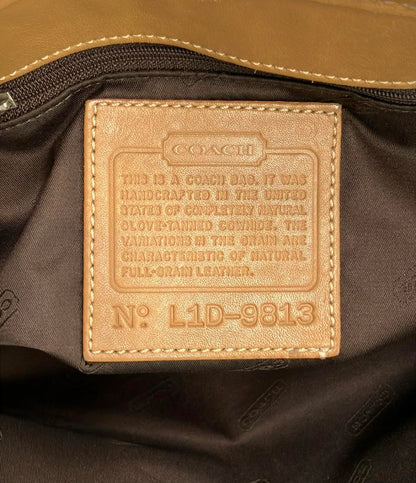 COACH
THIS IS A COACH BAG. IT WAS
HANDCRAFTED IN THE UNITED
STATES OF COMPLETELY NATURAL
GLOVE-TANNED COWHIDE. THE
VARIATIONS IN THE GRAIN ARE
CHARACTERISTIC OF NATURAL
FULL-GRAIN LEATHER.
Nº L1D-9813
COACH